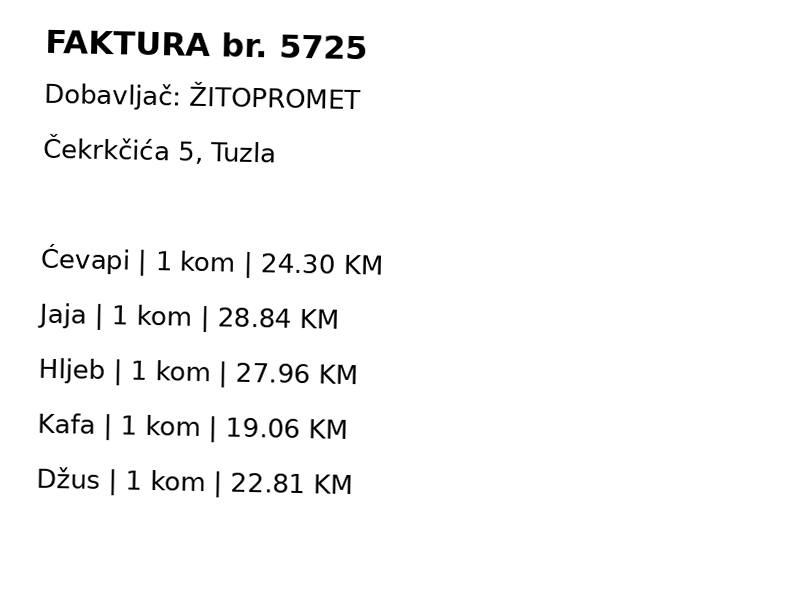 FAKTURA br. 5725
Dobavljač: ŽITOPROMET
Čekrkčića 5, Tuzla
Ćevapi | 1 kom | 24.30 KM
Jaja | 1 kom | 28.84 KM
Hljeb | 1 kom | 27.96 KM
Kafa | 1 kom | 19.06 KM
Džus | 1 kom | 22.81 KM